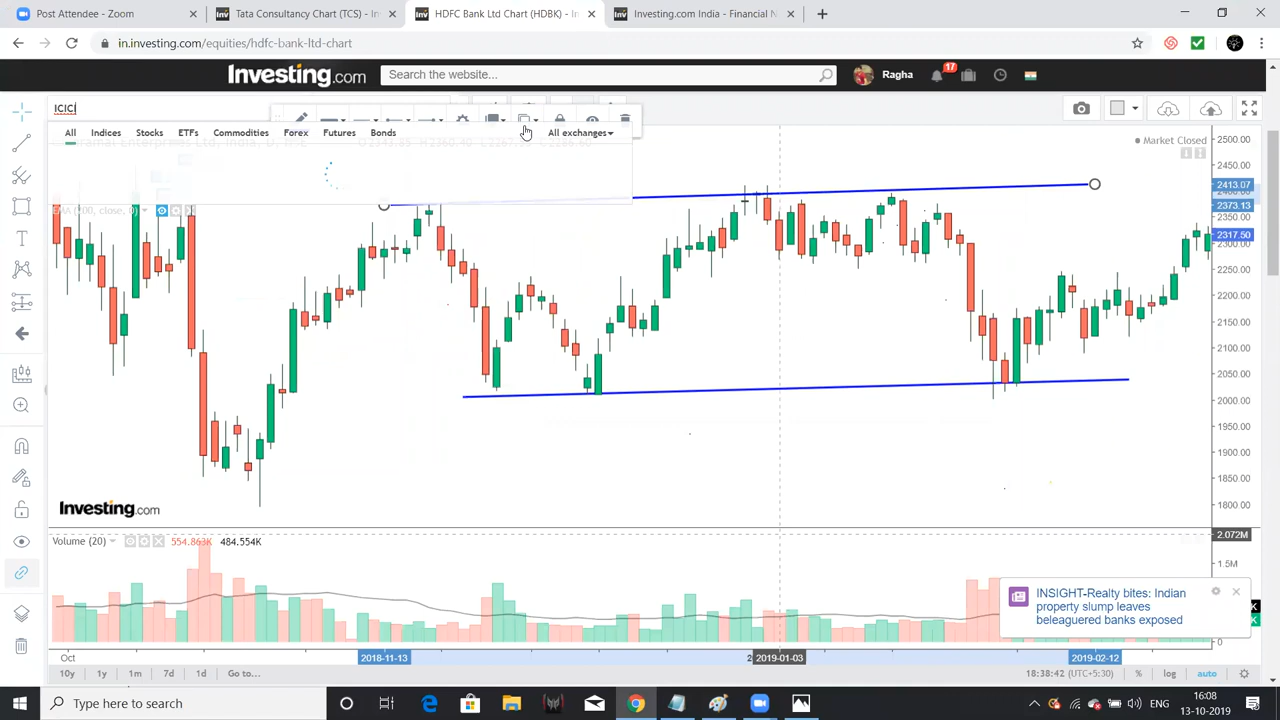 Post Attendee - Zoom
Tata Consultancy Chart (TCS) - In
HDFC Bank Ltd Chart (HDBK) - In
Investing.com India - Financial N
in.investing.com/equities/hdfc-bank-ltd-chart
Investing.com
Search the website...
Ragha
17
ICICI
All
Indices
Stocks
ETFs
Commodities
Forex
Futures
Bonds
All exchanges
Market Closed
EMA (200, close, 0)
2500.00
2450.00
2413.07
2373.13
2350.00
2317.50
2300.00
2250.00
2200.00
2150.00
2100.00
2050.00
2000.00
1950.00
1900.00
1850.00
1800.00
Investing.com
Volume (20)
554.863K
484.554K
2.072M
1.5M
0
INSIGHT-Realty bites: Indian
property slump leaves
beleaguered banks exposed
Oct
2018-11-13
2019-01-03
2019-02-12
10y
1y
1m
7d
1d
Go to...
18:38:42 (UTC+5:30)
%
log
auto
Type here to search
ENG
16:08
13-10-2019